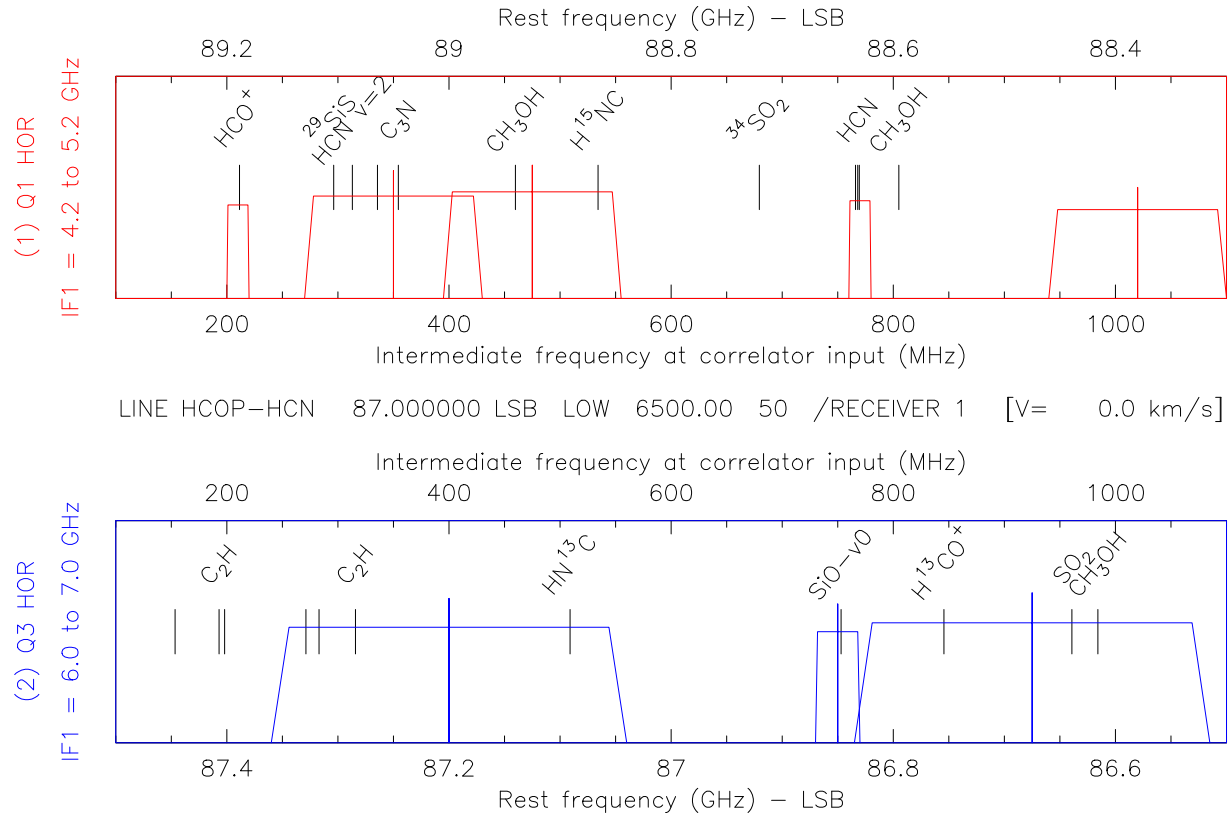 Rest frequency (GHz) – LSB
89.2 89 88.8 88.6 88.4
(1) Q1 HOR
IF1 = 4.2 to 5.2 GHz
HCO⁺ ²⁹SiS HCN v=2 C₃N CH₃OH H¹⁵NC ³⁴SO₂ HCN CH₃OH
200 400 600 800 1000
Intermediate frequency at correlator input (MHz)
LINE HCOP–HCN 87.000000 LSB LOW 6500.00 50 /RECEIVER 1 [V= 0.0 km/s]
Intermediate frequency at correlator input (MHz)
200 400 600 800 1000
(2) Q3 HOR
IF1 = 6.0 to 7.0 GHz
C₂H C₂H HN¹³C SiO–v0 H¹³CO⁺ SO₂ CH₃OH
87.4 87.2 87 86.8 86.6
Rest frequency (GHz) – LSB